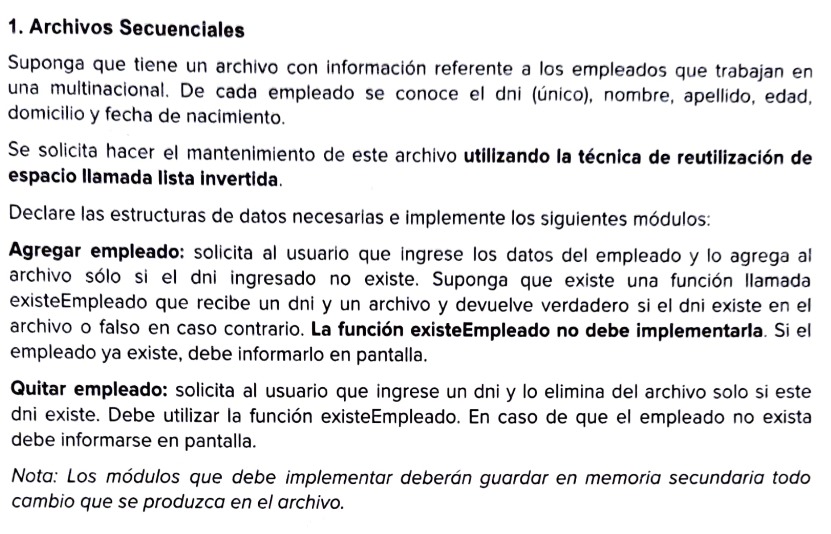 1. Archivos Secuenciales
Suponga que tiene un archivo con información referente a los empleados que trabajan en
una multinacional. De cada empleado se conoce el dni (único), nombre, apellido, edad,
domicilio y fecha de nacimiento.
Se solicita hacer el mantenimiento de este archivo utilizando la técnica de reutilización de
espacio llamada lista invertida.
Declare las estructuras de datos necesarias e implemente los siguientes módulos:
Agregar empleado: solicita al usuario que ingrese los datos del empleado y lo agrega al
archivo sólo si el dni ingresado no existe. Suponga que existe una función llamada
existeEmpleado que recibe un dni y un archivo y devuelve verdadero si el dni existe en el
archivo o falso en caso contrario. La función existeEmpleado no debe implementarla. Si el
empleado ya existe, debe informarlo en pantalla.
Quitar empleado: solicita al usuario que ingrese un dni y lo elimina del archivo solo si este
dni existe. Debe utilizar la función existeEmpleado. En caso de que el empleado no exista
debe informarse en pantalla.
Nota: Los módulos que debe implementar deberán guardar en memoria secundaria todo
cambio que se produzca en el archivo.